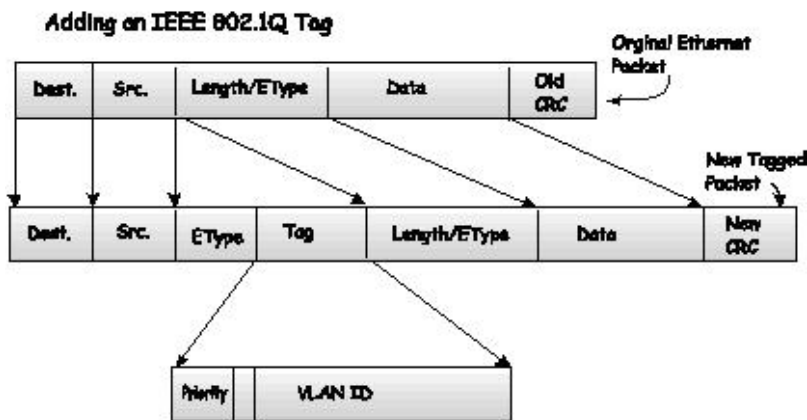 Adding an IEEE 802.1Q Tag
Orginal Ethernet
Packet
Dest. Src. Length/EType Data Old
CRC
New Tagged
Packet
Dest. Src. EType Tag Length/EType Data New
CRC
Priority VLAN ID